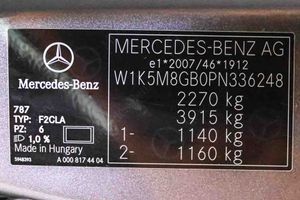 Mercedes-Benz
787
TYP: F2CLA
PZ: 6
1,0 %
Made in Hungary
5948393 A 000 817 44 04
MERCEDES-BENZ AG
e1*2007/46*1912
W1K5M8GB0PN336248
2270 kg
3915 kg
1- 1140 kg
2- 1160 kg